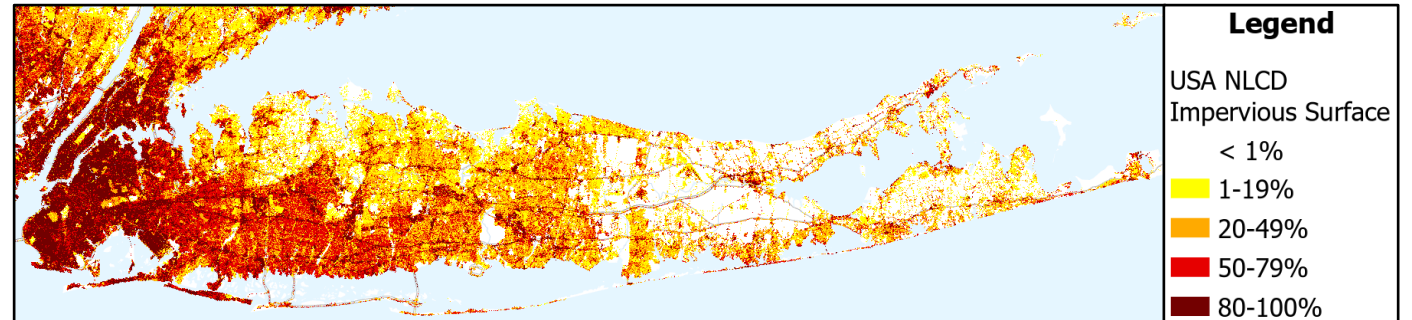 Legend
USA NLCD
Impervious Surface
< 1%
1-19%
20-49%
50-79%
80-100%